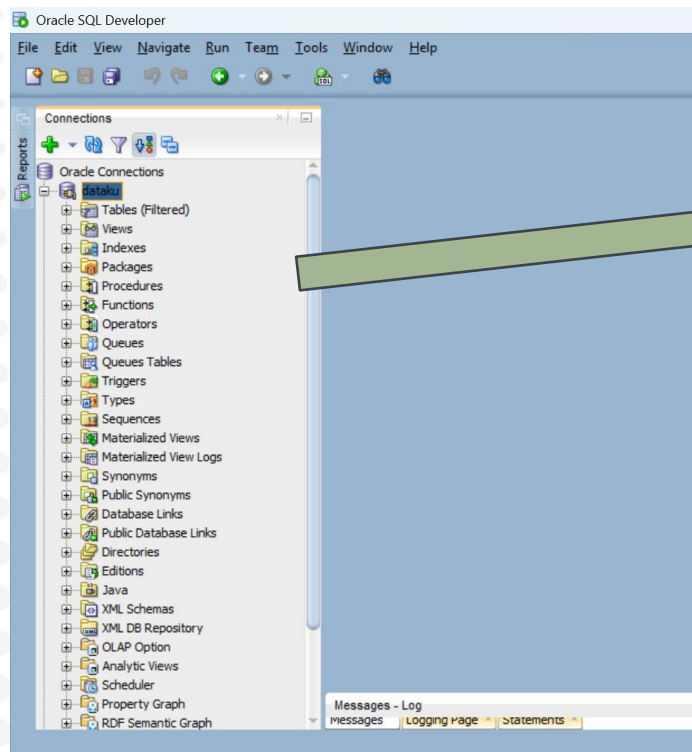 Oracle SQL Developer
File Edit View Navigate Run Team Tools Window Help
SQL
Connections
Reports
Oracle Connections
dataku
Tables (Filtered)
Views
Indexes
Packages
Procedures
Functions
Operators
Queues
Queues Tables
Triggers
Types
Sequences
Materialized Views
Materialized View Logs
Synonyms
Public Synonyms
Database Links
Public Database Links
Directories
Editions
Java
XML Schemas
XML DB Repository
OLAP Option
Analytic Views
Scheduler
Property Graph
RDF Semantic Graph
Messages - Log
Messages Logging Page Statements